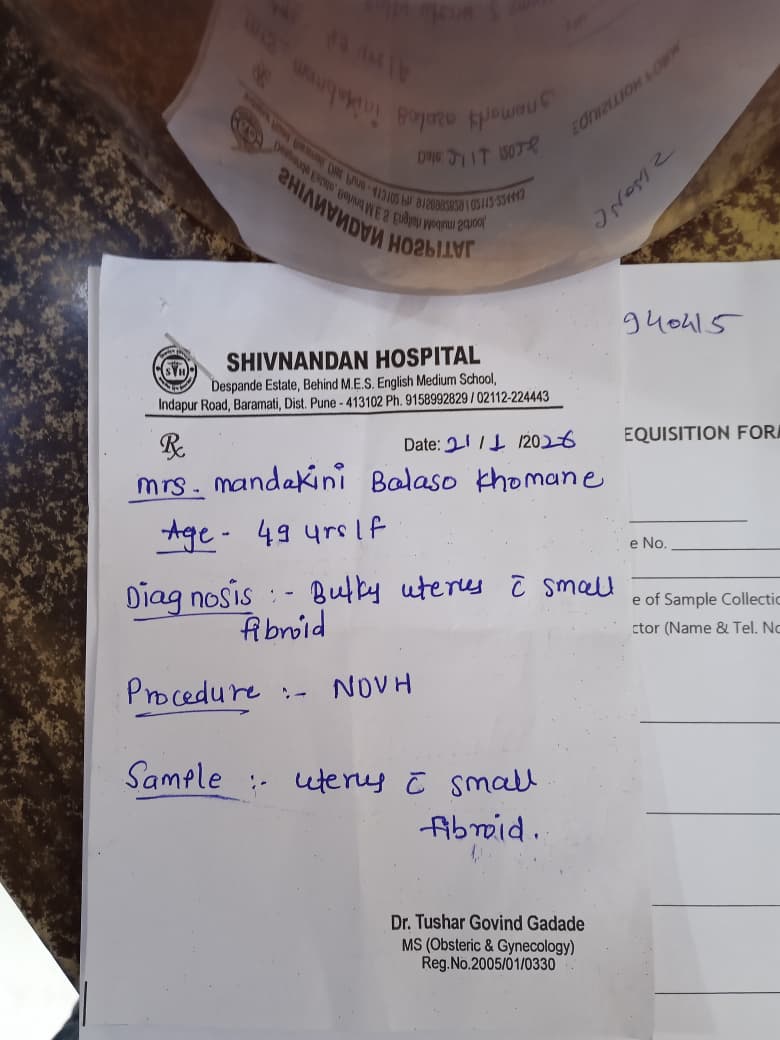 SHIVNANDAN HOSPITAL
Despande Estate, Behind M.E.S. English Medium School,
Indapur Road, Baramati, Dist. Pune - 413102 Ph. 9158992829 / 02112-224443
Rx
Date: 21/1/2026
mrs. mandakini Balaso Khomane
Age - 49 yrs/f
Diagnosis :- Bulky uterus c̄ small
fibroid
Procedure :- NDVH
Sample :- uterus c̄ small
fibroid.
Dr. Tushar Govind Gadade
MS (Obsteric & Gynecology)
Reg.No.2005/01/0330
940415
EQUISITION FOR
e No.
e of Sample Collectio
ctor (Name & Tel. No